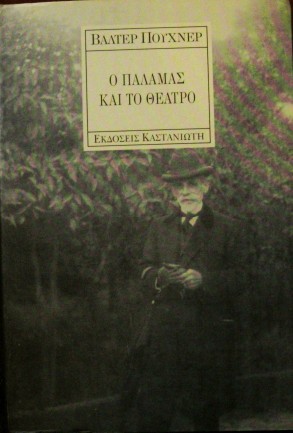 ΒΑΛΤΕΡ ΠΟΥΧΝΕΡ
Ο ΠΑΛΑΜΑΣ
ΚΑΙ ΤΟ ΘΕΑΤΡΟ
ΕΚΔΟΣΕΙΣ ΚΑΣΤΑΝΙΩΤΗ